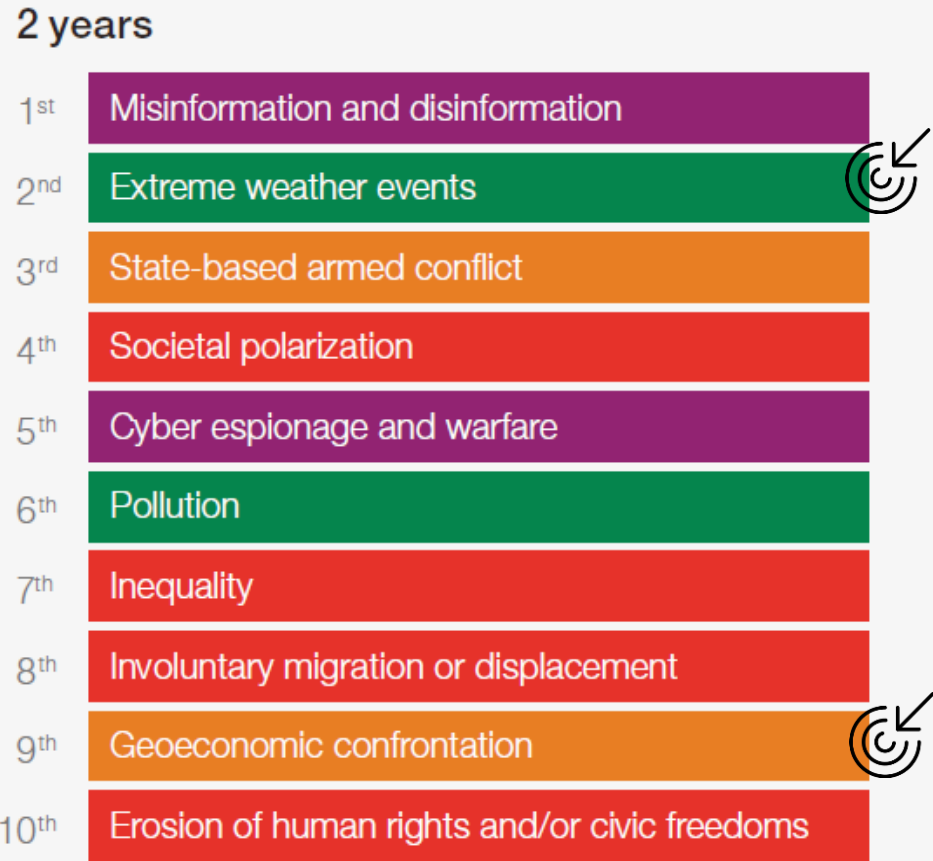 2 years
1st Misinformation and disinformation
2nd Extreme weather events
3rd State-based armed conflict
4th Societal polarization
5th Cyber espionage and warfare
6th Pollution
7th Inequality
8th Involuntary migration or displacement
9th Geoeconomic confrontation
10th Erosion of human rights and/or civic freedoms